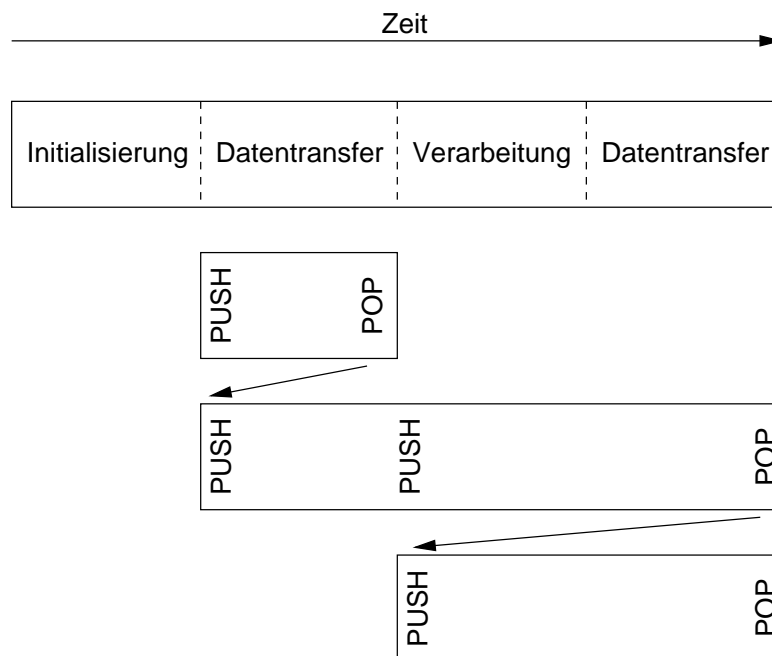 Zeit
Initialisierung Datentransfer Verarbeitung Datentransfer
PUSH POP
PUSH PUSH POP
PUSH POP